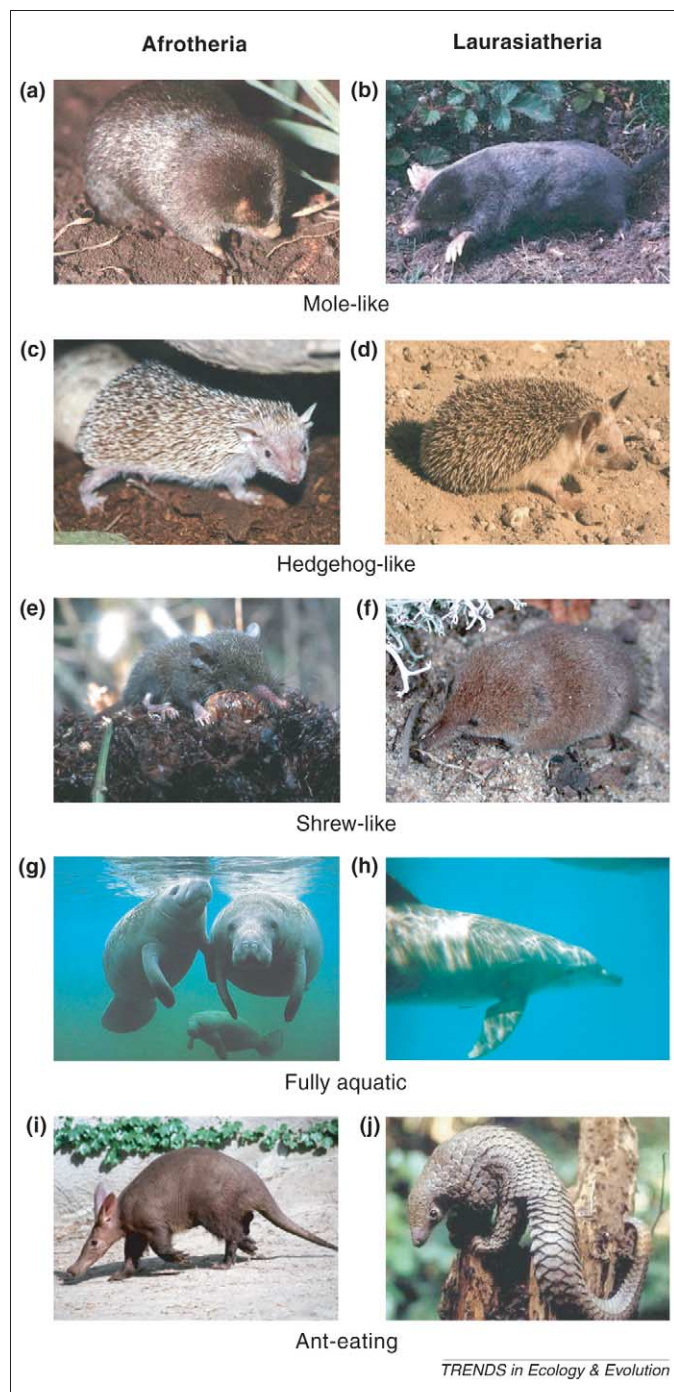 Afrotheria Laurasiatheria
(a) (b)
Mole-like
(c) (d)
Hedgehog-like
(e) (f)
Shrew-like
(g) (h)
Fully aquatic
(i) (j)
Ant-eating
TRENDS in Ecology & Evolution